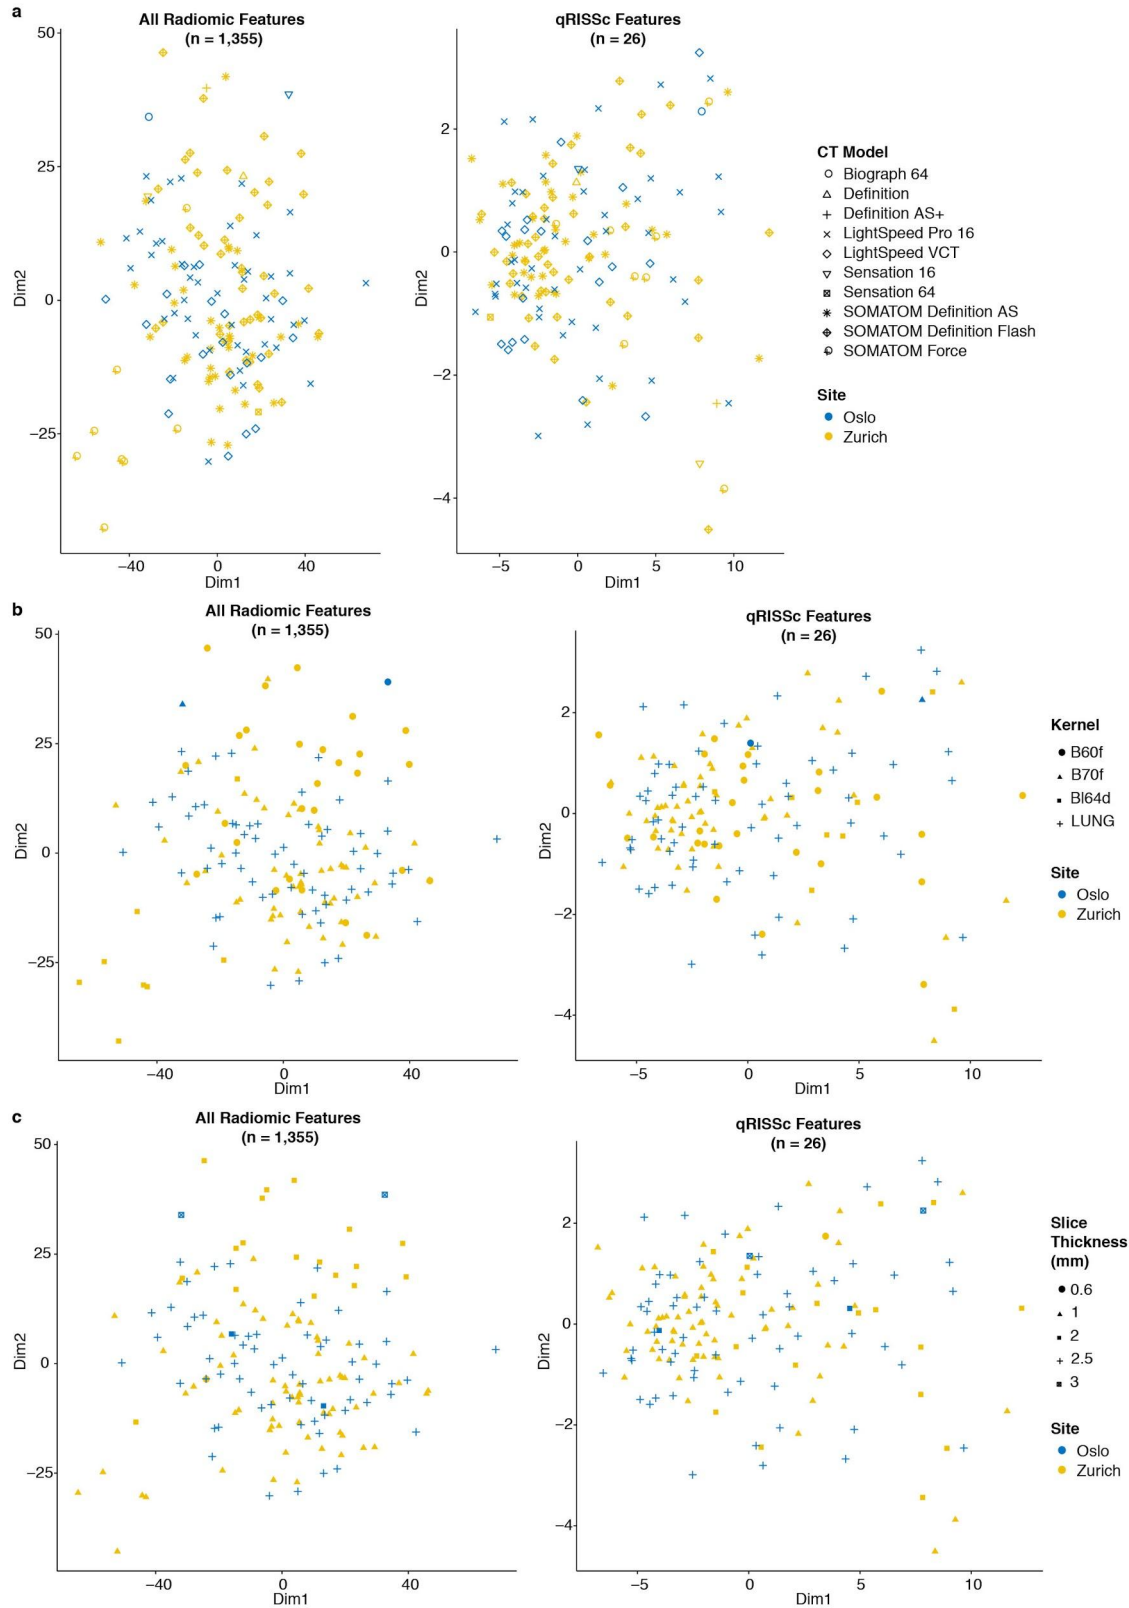 a
All Radiomic Features
(n = 1,355)
50
25
0
−25
Dim2
−40
0
40
Dim1
qRISSc Features
(n = 26)
2
0
−2
−4
Dim2
−5
0
5
10
Dim1
CT Model
Biograph 64
Definition
Definition AS+
LightSpeed Pro 16
LightSpeed VCT
Sensation 16
Sensation 64
SOMATOM Definition AS
SOMATOM Definition Flash
SOMATOM Force
Site
Oslo
Zurich
b
All Radiomic Features
(n = 1,355)
50
25
0
−25
Dim2
−40
0
40
Dim1
qRISSc Features
(n = 26)
2
0
−2
−4
Dim2
−5
0
5
10
Dim1
Kernel
B60f
B70f
Bl64d
LUNG
Site
Oslo
Zurich
c
All Radiomic Features
(n = 1,355)
50
25
0
−25
Dim2
−40
0
40
Dim1
qRISSc Features
(n = 26)
2
0
−2
−4
Dim2
−5
0
5
10
Dim1
Slice
Thickness
(mm)
0.6
1
2
2.5
3
Site
Oslo
Zurich